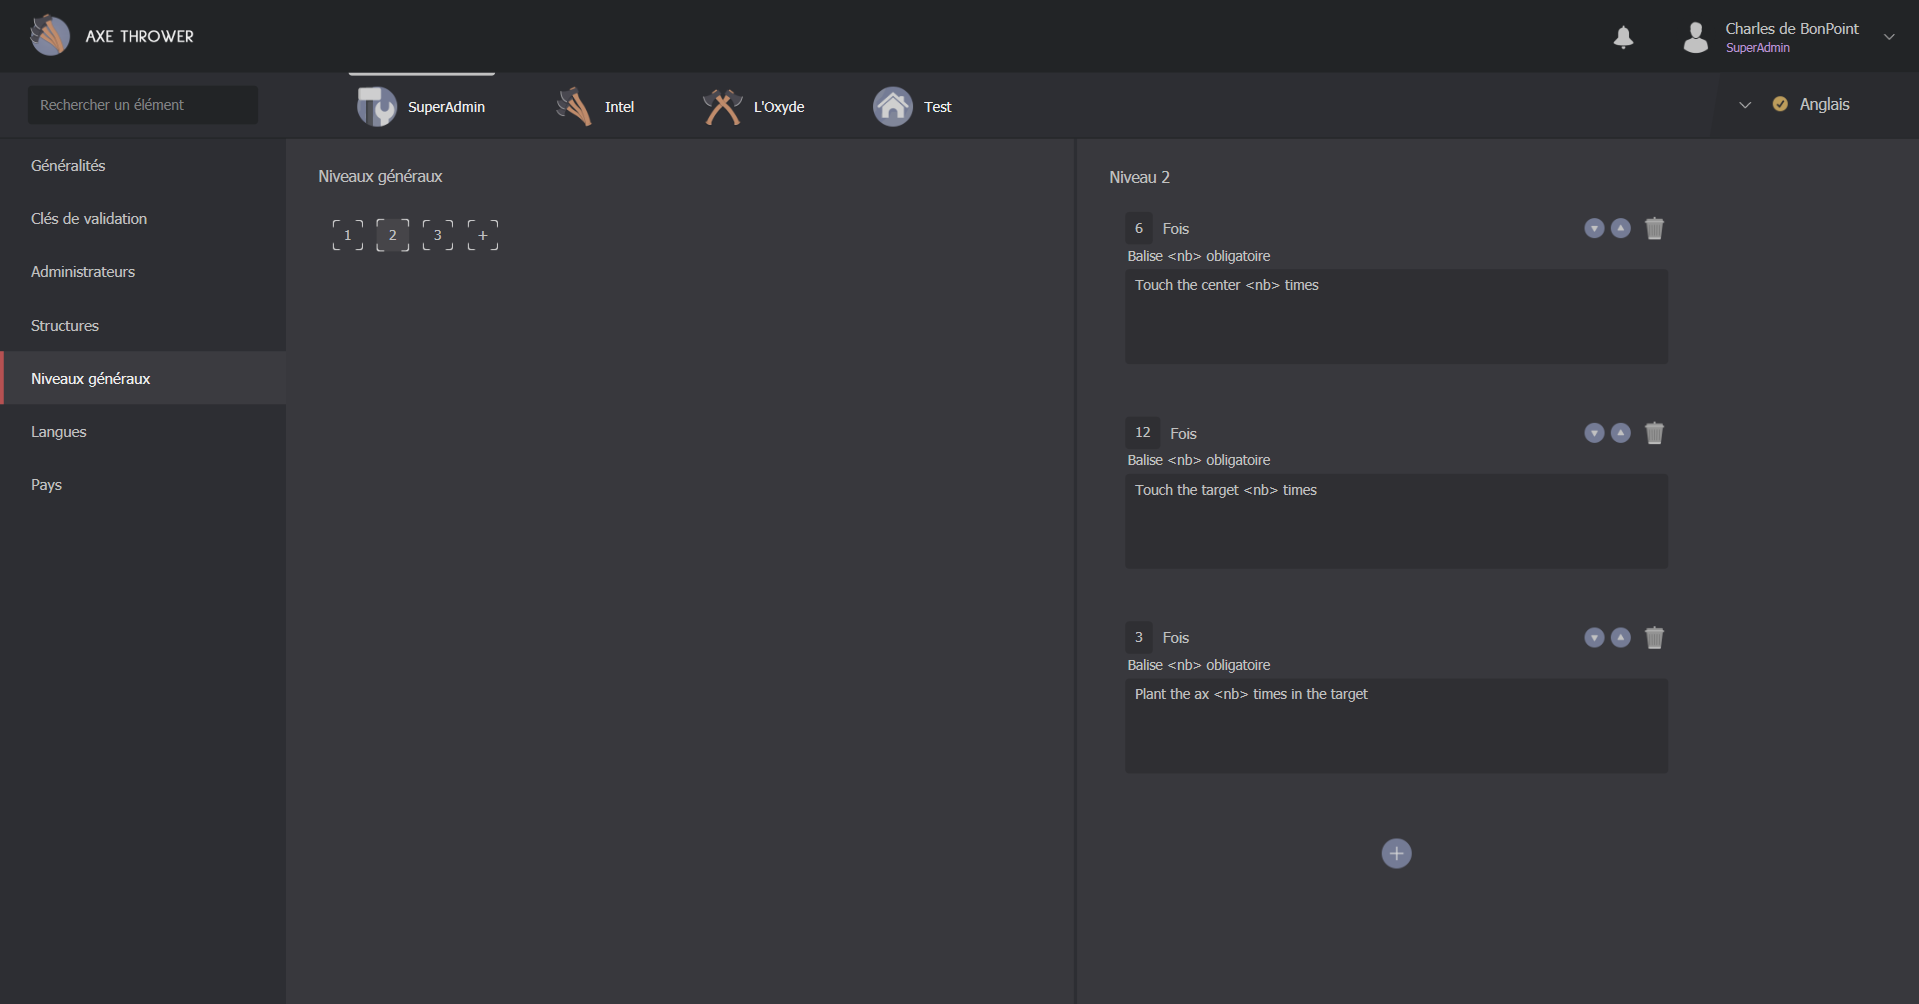 AXE THROWER
Charles de BonPoint
SuperAdmin
Rechercher un élément
SuperAdmin
Intel
L'Oxyde
Test
Anglais
Généralités
Clés de validation
Administrateurs
Structures
Niveaux généraux
Langues
Pays
Niveaux généraux
1 2 3 +
Niveau 2
6 Fois
Balise <nb> obligatoire
Touch the center <nb> times
12 Fois
Balise <nb> obligatoire
Touch the target <nb> times
3 Fois
Balise <nb> obligatoire
Plant the ax <nb> times in the target